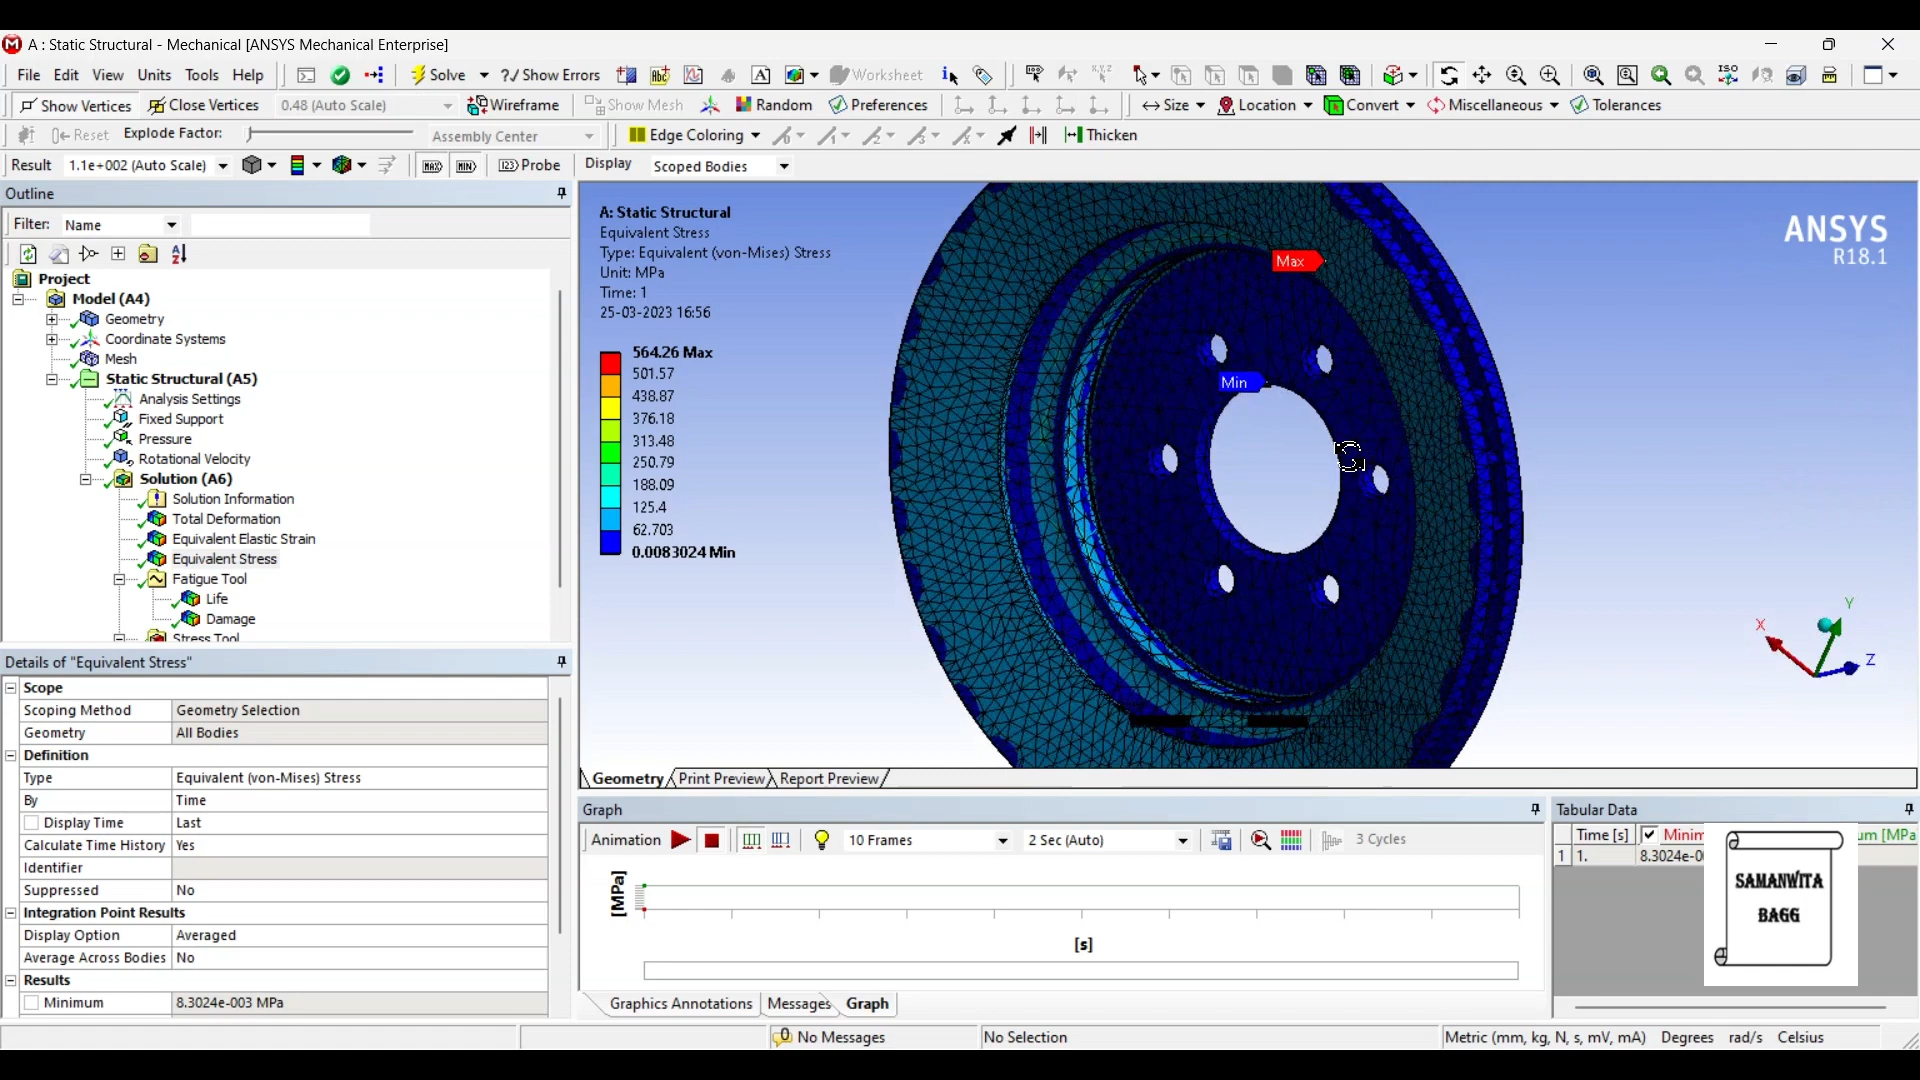 A : Static Structural - Mechanical [ANSYS Mechanical Enterprise]
File Edit View Units Tools Help Solve ?/ Show Errors Worksheet
Show Vertices Close Vertices 0.48 (Auto Scale) Wireframe Show Mesh Random Preferences Size Location Convert Miscellaneous Tolerances
Reset Explode Factor: Assembly Center Edge Coloring Thicken
Result 1.1e+002 (Auto Scale) MAX MIN Probe Display Scoped Bodies
Outline
Filter: Name
Project
Model (A4)
Geometry
Coordinate Systems
Mesh
Static Structural (A5)
Analysis Settings
Fixed Support
Pressure
Rotational Velocity
Solution (A6)
Solution Information
Total Deformation
Equivalent Elastic Strain
Equivalent Stress
Fatigue Tool
Life
Damage
Stress Tool
Details of "Equivalent Stress"
Scope
Scoping Method Geometry Selection
Geometry All Bodies
Definition
Type Equivalent (von-Mises) Stress
By Time
Display Time Last
Calculate Time History Yes
Identifier
Suppressed No
Integration Point Results
Display Option Averaged
Average Across Bodies No
Results
Minimum 8.3024e-003 MPa
A: Static Structural
Equivalent Stress
Type: Equivalent (von-Mises) Stress
Unit: MPa
Time: 1
25-03-2023 16:56
564.26 Max
501.57
438.87
376.18
313.48
250.79
188.09
125.4
62.703
0.0083024 Min
Max
Min
ANSYS
R18.1
Y
X
Z
Geometry Print Preview Report Preview
Graph
Animation 10 Frames 2 Sec (Auto) 3 Cycles
[MPa]
[s]
Graphics Annotations Messages Graph
Tabular Data
Time [s] Minim um [MPa
1 1. 8.3024e-0
SAMANWITA
BAGG
No Messages No Selection Metric (mm, kg, N, s, mV, mA) Degrees rad/s Celsius